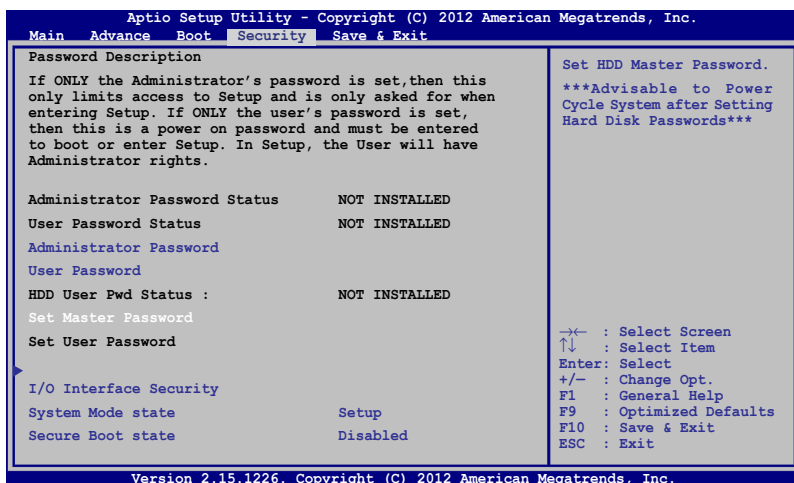 Aptio Setup Utility - Copyright (C) 2012 American Megatrends, Inc.
Main Advance Boot Security Save & Exit
Password Description
If ONLY the Administrator's password is set,then this
only limits access to Setup and is only asked for when
entering Setup. If ONLY the user's password is set,
then this is a power on password and must be entered
to boot or enter Setup. In Setup, the User will have
Administrator rights.
Administrator Password Status NOT INSTALLED
User Password Status NOT INSTALLED
Administrator Password
User Password
HDD User Pwd Status : NOT INSTALLED
Set Master Password
Set User Password
I/O Interface Security
System Mode state Setup
Secure Boot state Disabled
Set HDD Master Password.
***Advisable to Power
Cycle System after Setting
Hard Disk Passwords***
→← : Select Screen
↑↓ : Select Item
Enter: Select
+/— : Change Opt.
F1 : General Help
F9 : Optimized Defaults
F10 : Save & Exit
ESC : Exit
Version 2.15.1226. Copyright (C) 2012 American Megatrends, Inc.